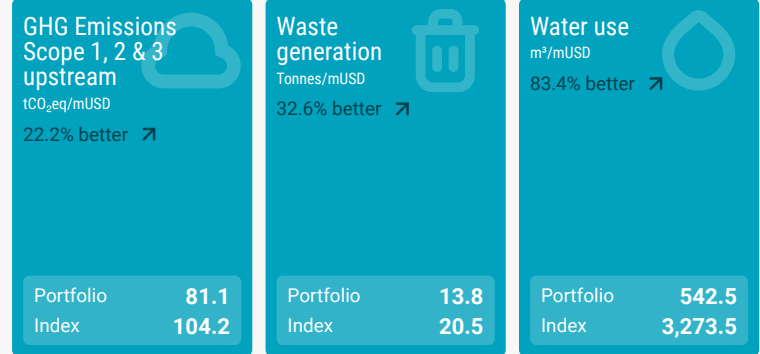 GHG Emissions
Scope 1, 2 & 3
upstream
tCO₂eq/mUSD
22.2% better
Portfolio 81.1
Index 104.2
Waste
generation
Tonnes/mUSD
32.6% better
Portfolio 13.8
Index 20.5
Water use
m³/mUSD
83.4% better
Portfolio 542.5
Index 3,273.5